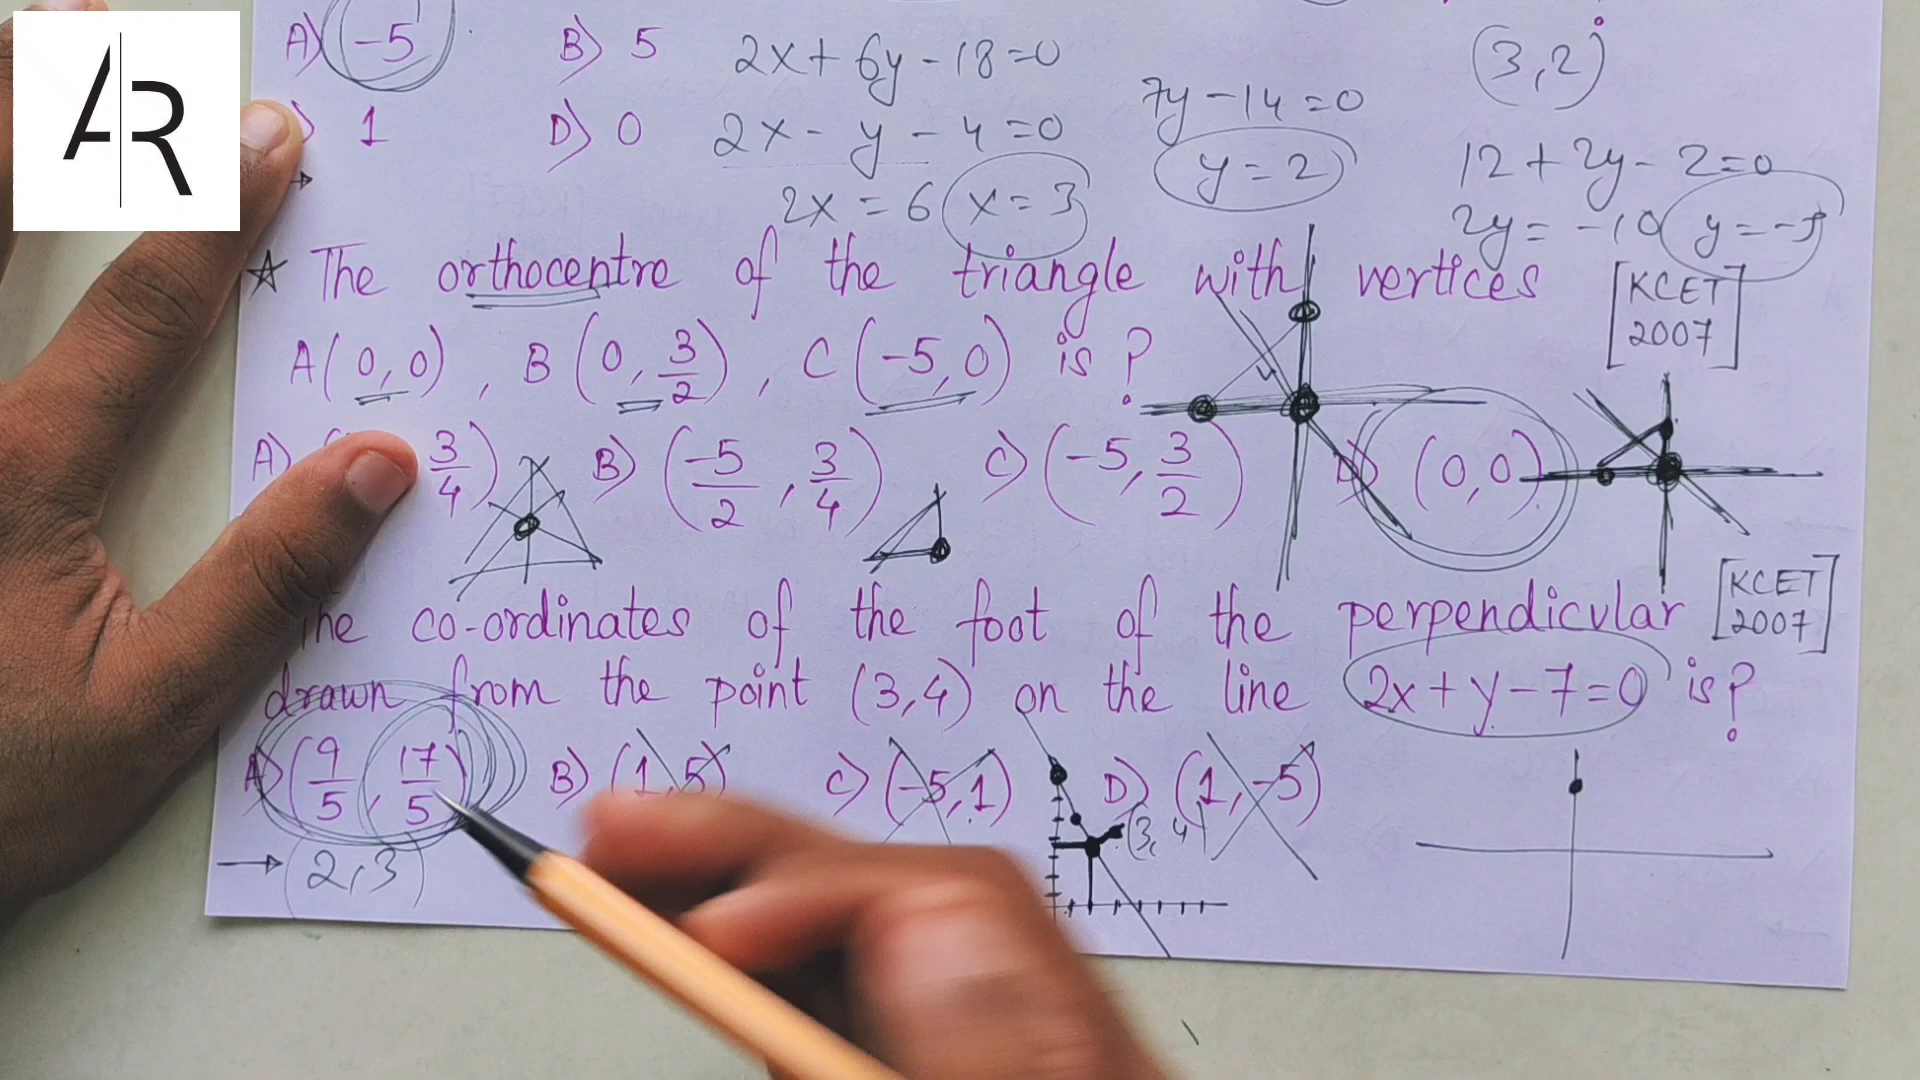 AR
A) -5 B) 5
1 D) 0
2x + 6y - 18 = 0
2x - y - 4 = 0
2x = 6 x = 3
7y - 14 = 0
y = 2
(3,2)
12 + 2y - 2 = 0
2y = -10 y = -5
The orthocentre of the triangle with vertices [KCET 2007]
A(0,0), B(0, 3/2), C(-5,0) is?
A) 3/4) B) (-5/2, 3/4) C) (-5, 3/2) D) (0,0)
The co-ordinates of the foot of the perpendicular [KCET 2007]
drawn from the point (3,4) on the line 2x + y - 7 = 0 is?
A) (9/5, 17/5) B) (1,5) C) (-5,1) D) (1,-5)
(3,4)
→ (2,3)